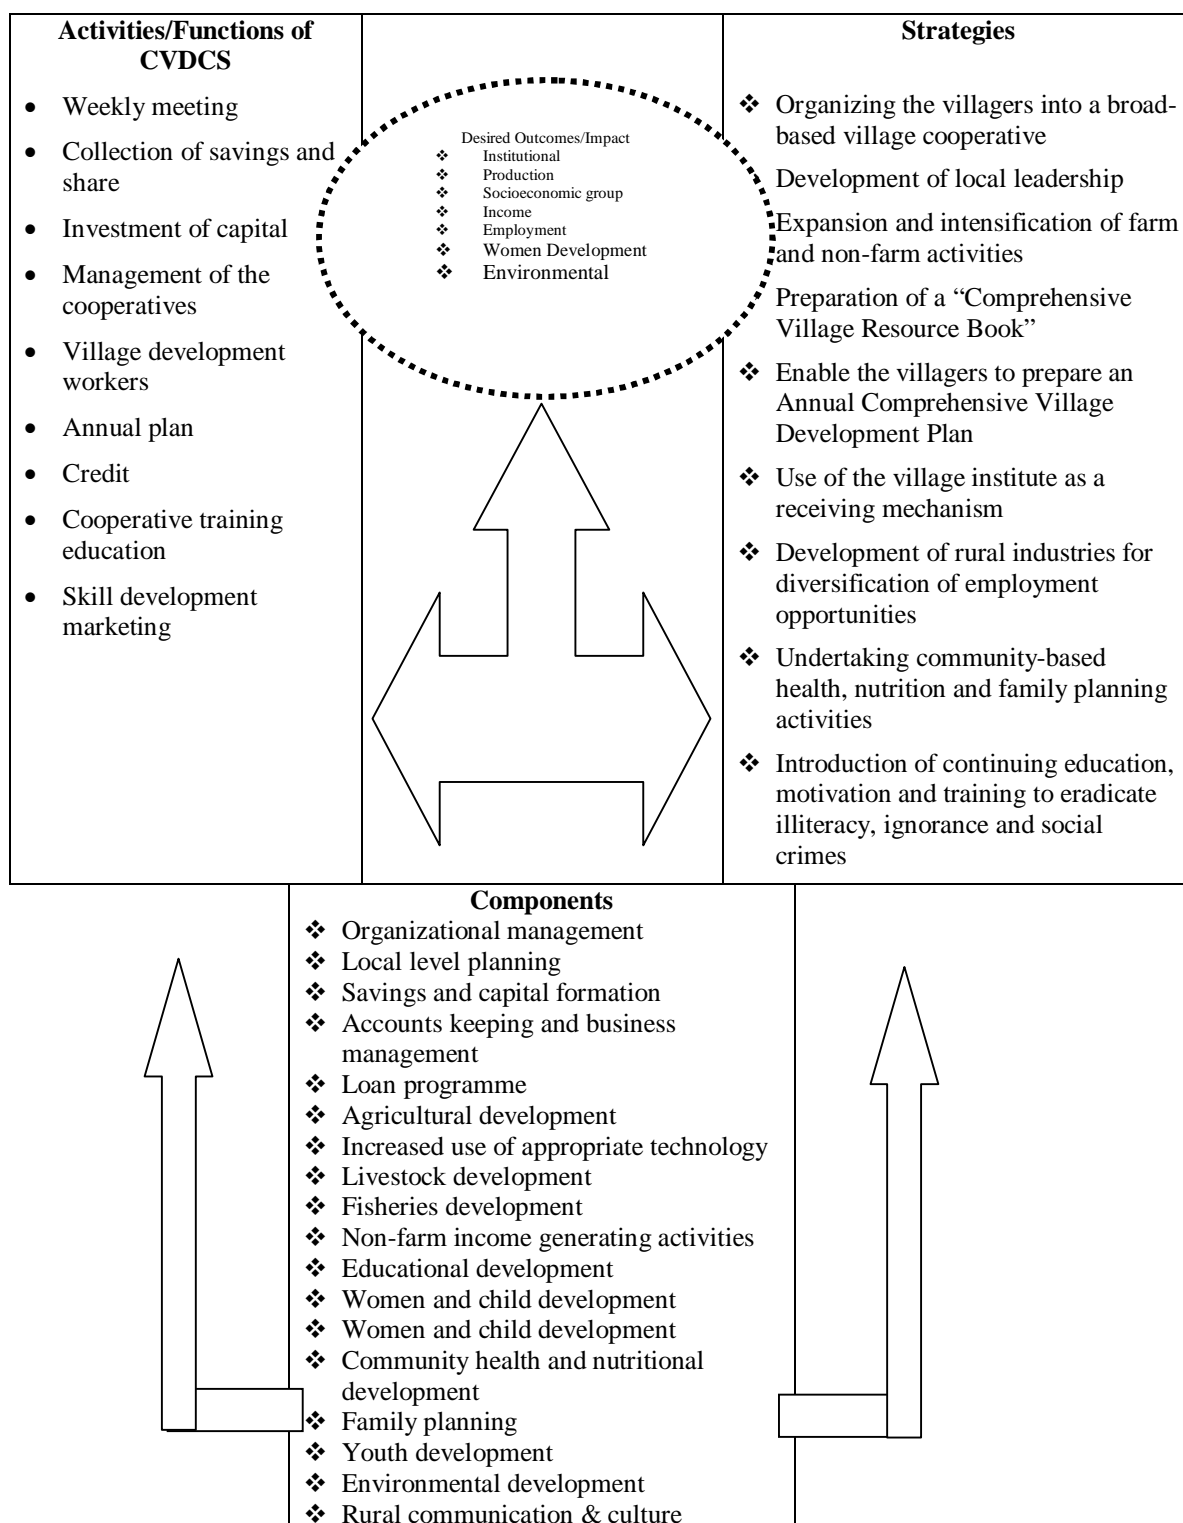 Activities/Functions of
CVDCS
• Weekly meeting
• Collection of savings and
share
• Investment of capital
• Management of the
cooperatives
• Village development
workers
• Annual plan
• Credit
• Cooperative training
education
• Skill development
marketing
Desired Outcomes/Impact
❖ Institutional
❖ Production
❖ Socioeconomic group
❖ Income
❖ Employment
❖ Women Development
❖ Environmental
Strategies
❖ Organizing the villagers into a broad-
based village cooperative
Development of local leadership
Expansion and intensification of farm
and non-farm activities
Preparation of a “Comprehensive
Village Resource Book”
❖ Enable the villagers to prepare an
Annual Comprehensive Village
Development Plan
❖ Use of the village institute as a
receiving mechanism
❖ Development of rural industries for
diversification of employment
opportunities
❖ Undertaking community-based
health, nutrition and family planning
activities
❖ Introduction of continuing education,
motivation and training to eradicate
illiteracy, ignorance and social
crimes
Components
❖ Organizational management
❖ Local level planning
❖ Savings and capital formation
❖ Accounts keeping and business
management
❖ Loan programme
❖ Agricultural development
❖ Increased use of appropriate technology
❖ Livestock development
❖ Fisheries development
❖ Non-farm income generating activities
❖ Educational development
❖ Women and child development
❖ Women and child development
❖ Community health and nutritional
development
❖ Family planning
❖ Youth development
❖ Environmental development
❖ Rural communication & culture